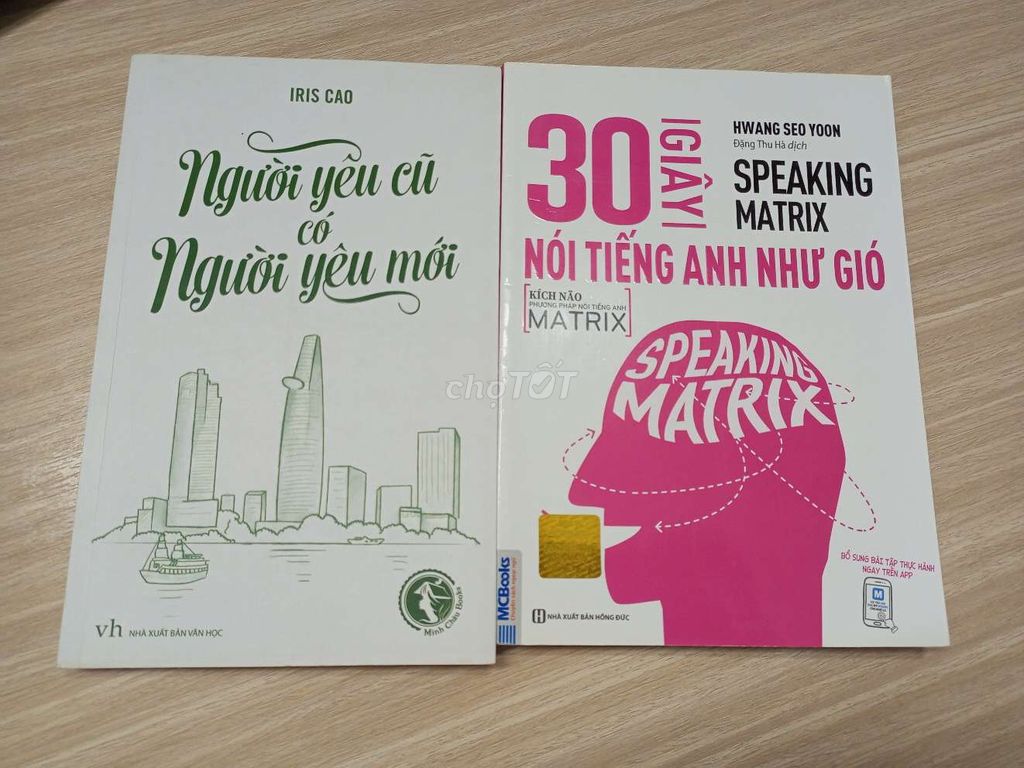 IRIS CAO
Người yêu cũ
có
Người yêu mới
vh NHÀ XUẤT BẢN VĂN HỌC
Minh Châu Books
30
GIÂY
HWANG SEO YOON
Đặng Thu Hà dịch
SPEAKING
MATRIX
NÓI TIẾNG ANH NHƯ GIÓ
KÍCH NÃO
PHƯƠNG PHÁP NÓI TIẾNG ANH
MATRIX
SPEAKING
MATRIX
BỔ SUNG BÀI TẬP THỰC HÀNH
NGAY TRÊN APP
MCBooks
NHÀ XUẤT BẢN HỒNG ĐỨC
chợTỐT